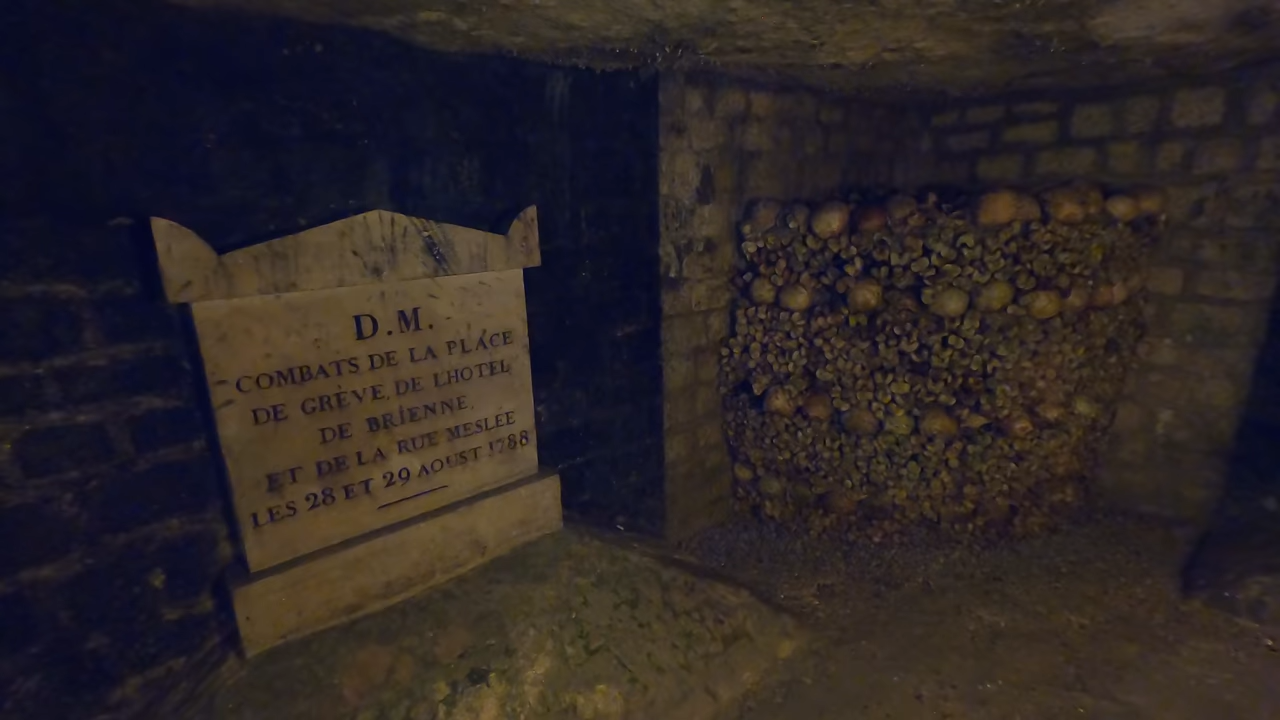 D.M.
COMBATS DE LA PLACE
DE GRÈVE, DE LHOTEL
DE BRIENNE,
ET DE LA RUE MESLÉE
LES 28 ET 29 AOUST 1788